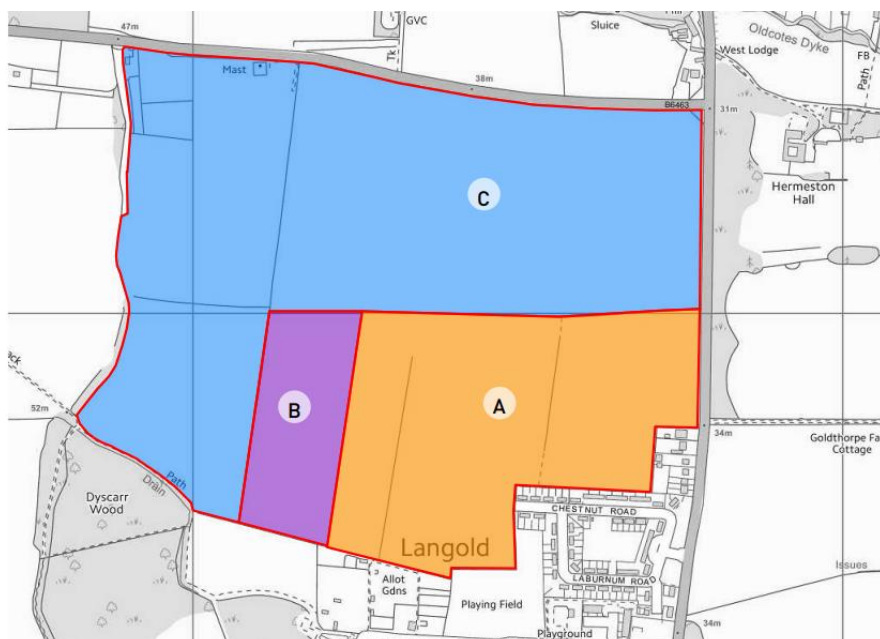 47m
GVC
Sluice
Oldcotes Dyke
West Lodge
FB
Path
Tk
Mast
38m
B6463
31m
Hermeston
Hall
C
B
A
52m
34m
Goldthorpe Fa
Cottage
Path
Drain
Dyscarr
Wood
CHESTNUT ROAD
Langold
Allot
Gdns
LABURNUM ROAD
Issues
Playing Field
Playground
34m